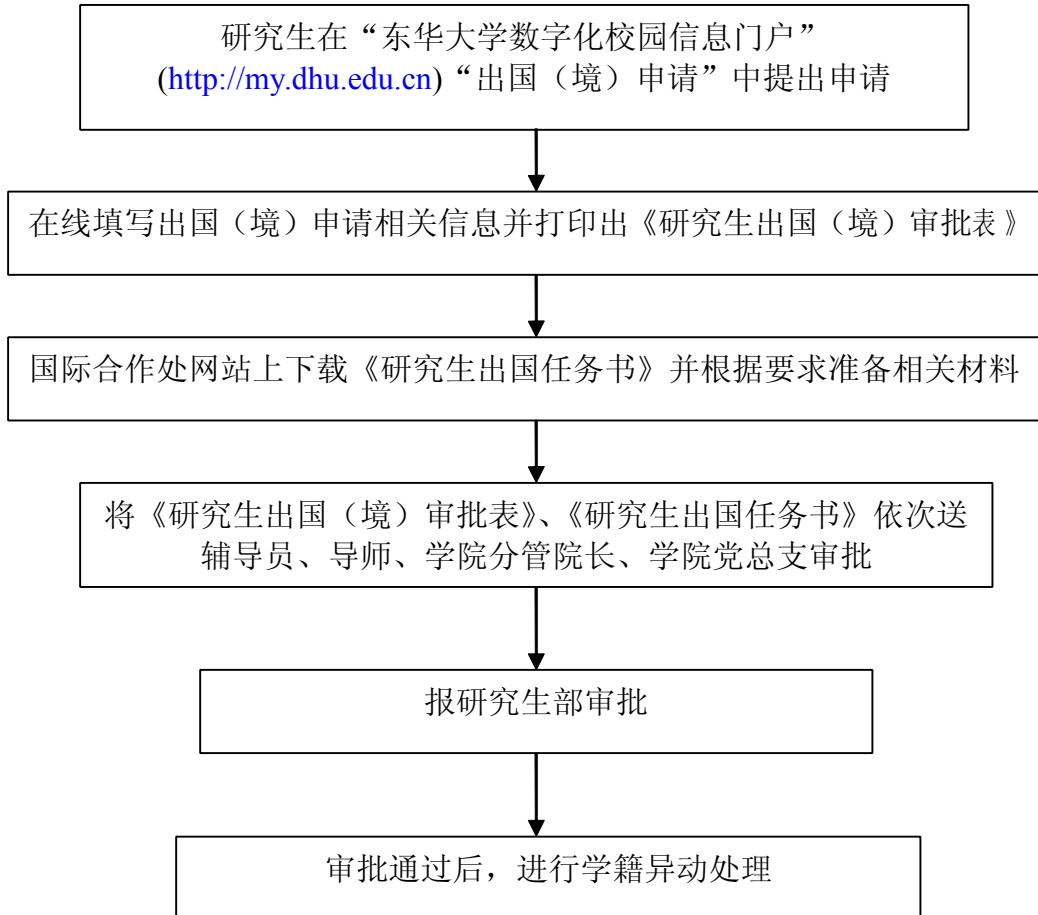 研究生在“东华大学数字化校园信息门户”
(http://my.dhu.edu.cn)“出国（境）申请”中提出申请
在线填写出国（境）申请相关信息并打印出《研究生出国（境）审批表》
国际合作处网站上下载《研究生出国任务书》并根据要求准备相关材料
将《研究生出国（境）审批表》、《研究生出国任务书》依次送
辅导员、导师、学院分管院长、学院党总支审批
报研究生部审批
审批通过后，进行学籍异动处理